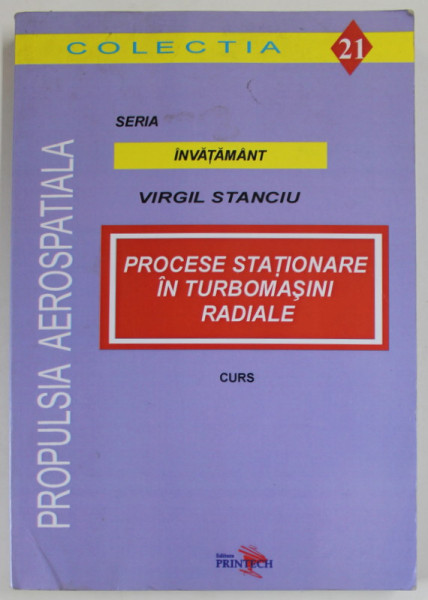 COLECTIA
21
SERIA
ÎNVĂȚĂMÂNT
VIRGIL STANCIU
PROCESE STAȚIONARE
ÎN TURBOMAȘINI
RADIALE
CURS
PROPULSIA AEROSPATIALA
Editura
PRINTECH